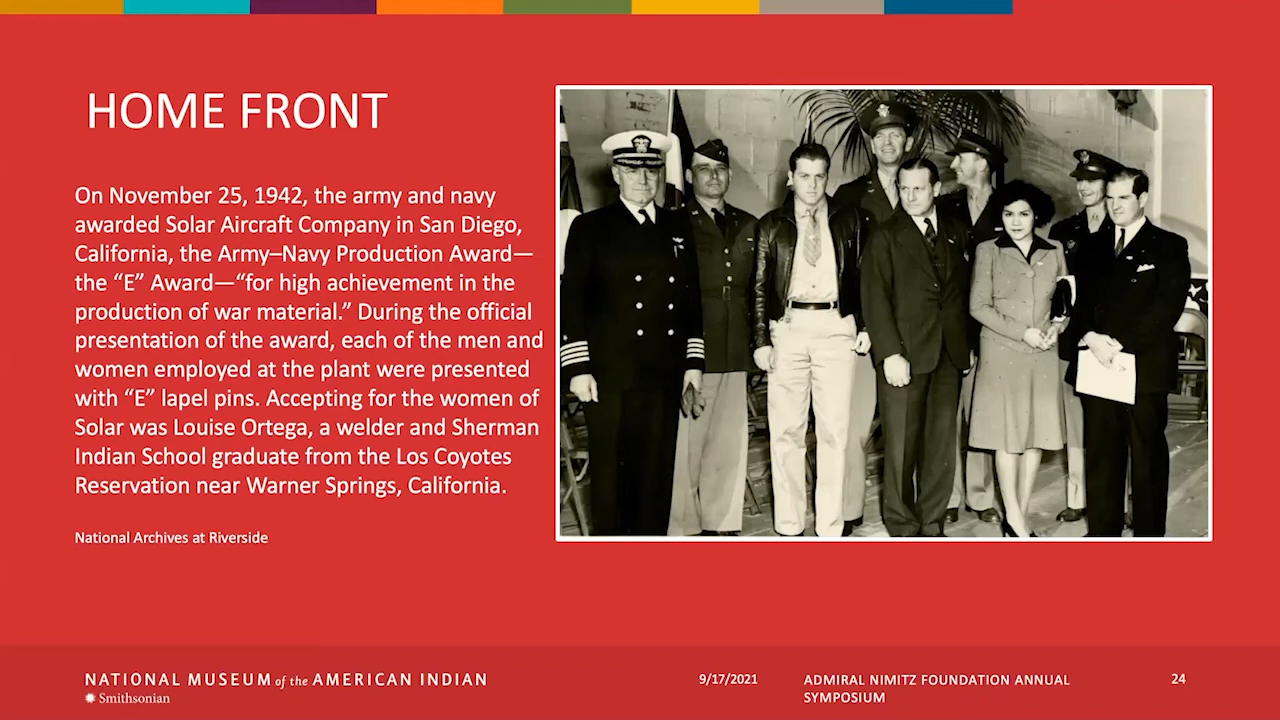 HOME FRONT
On November 25, 1942, the army and navy
awarded Solar Aircraft Company in San Diego,
California, the Army–Navy Production Award—
the “E” Award—“for high achievement in the
production of war material.” During the official
presentation of the award, each of the men and
women employed at the plant were presented
with “E” lapel pins. Accepting for the women of
Solar was Louise Ortega, a welder and Sherman
Indian School graduate from the Los Coyotes
Reservation near Warner Springs, California.
National Archives at Riverside
NATIONAL MUSEUM of the AMERICAN INDIAN
Smithsonian
9/17/2021
ADMIRAL NIMITZ FOUNDATION ANNUAL
SYMPOSIUM
24